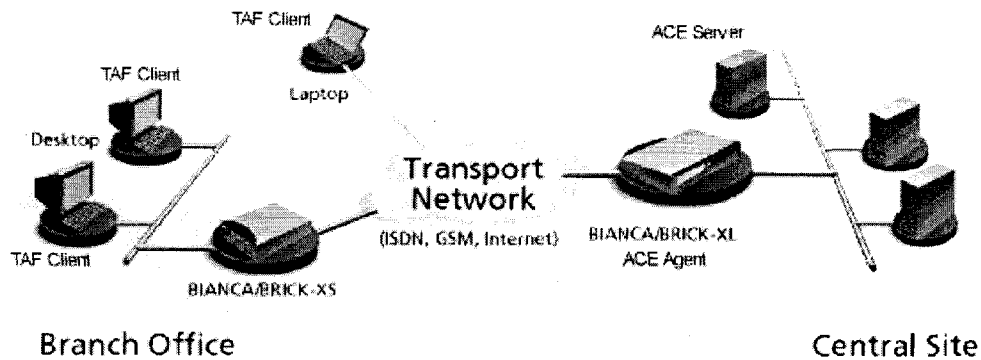 TAF Client
ACE Server
TAF Client
Laptop
Desktop
Transport
Network
(ISDN, GSM, Internet)
BIANCA/BRICK-XL
ACE Agent
TAF Client
BIANCA/BRICK-XS
Branch Office
Central Site